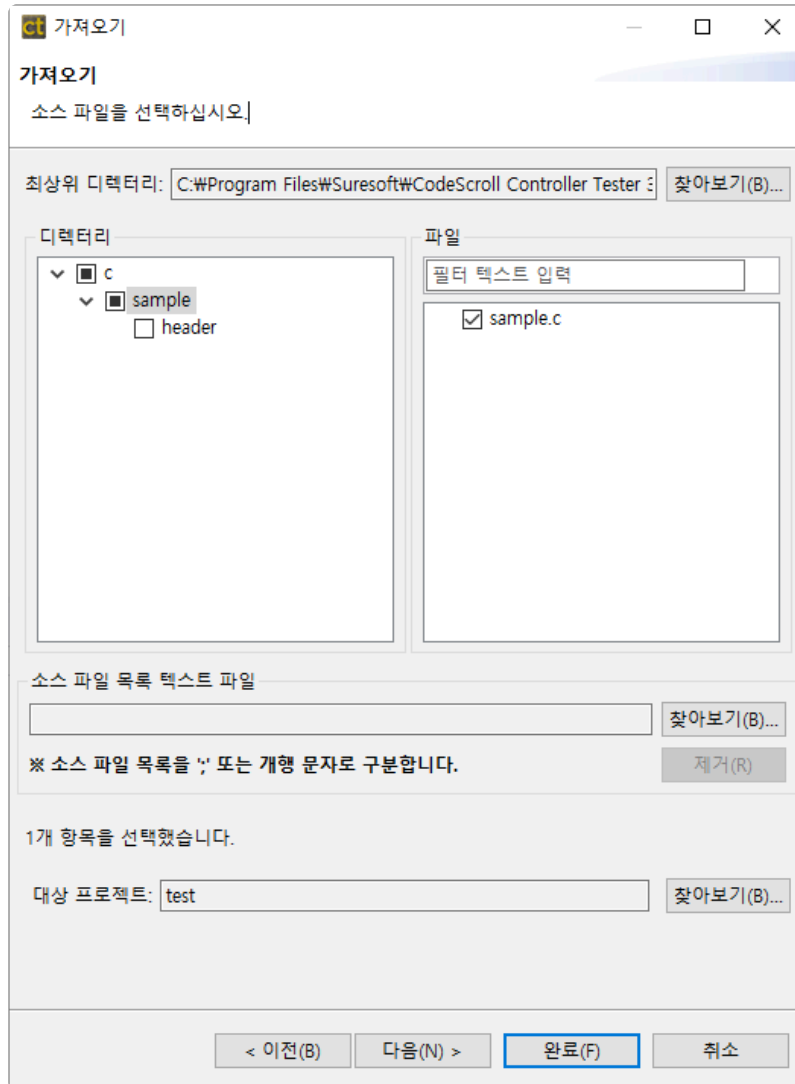 ct 가져오기
가져오기
소스 파일을 선택하십시오.
최상위 디렉터리: C:₩Program Files₩Suresoft₩CodeScroll Controller Tester 3 찾아보기(B)...
디렉터리
파일
c
sample
header
필터 텍스트 입력
sample.c
소스 파일 목록 텍스트 파일
찾아보기(B)...
※ 소스 파일 목록을 ';' 또는 개행 문자로 구분합니다.
제거(R)
1개 항목을 선택했습니다.
대상 프로젝트: test 찾아보기(B)...
< 이전(B) 다음(N) > 완료(F) 취소